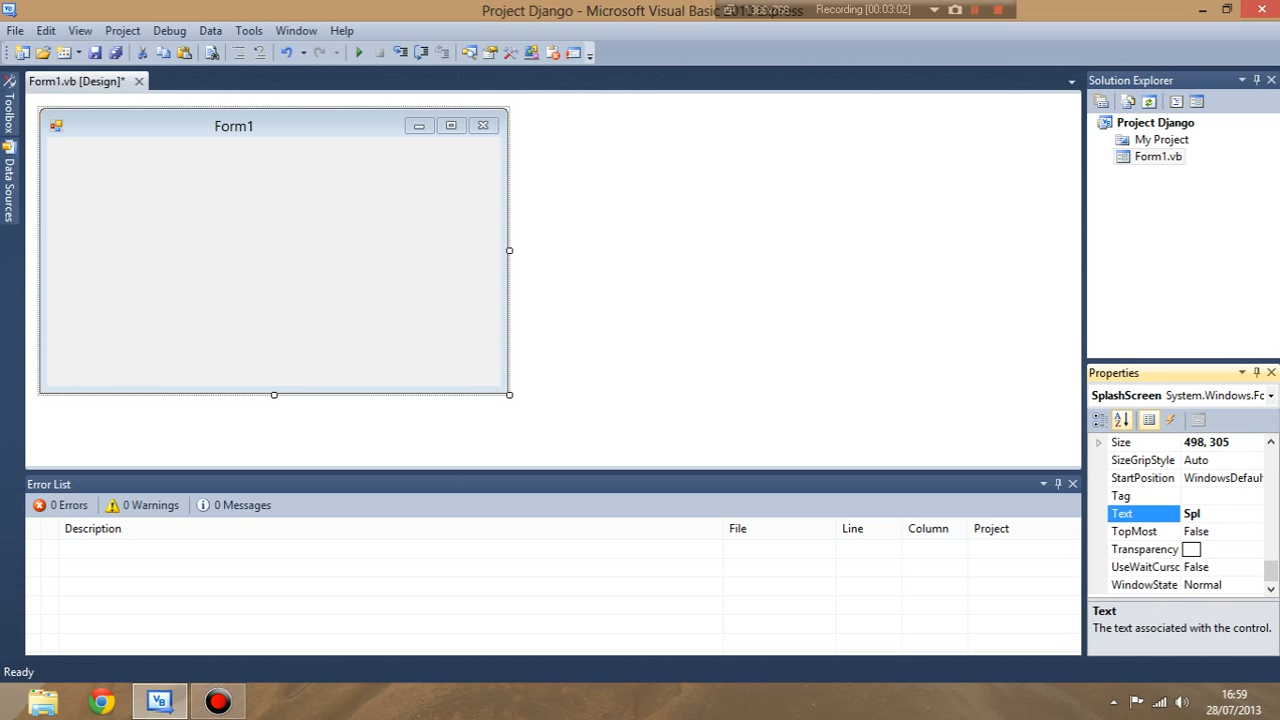 Project Django - Microsoft Visual Basic 2010 Express
Recording [00:03:02]
File Edit View Project Debug Data Tools Window Help
Form1.vb [Design]*
Solution Explorer
Toolbox
Data Sources
Form1
Project Django
My Project
Form1.vb
Properties
SplashScreen System.Windows.Fc
Size 498, 305
SizeGripStyle Auto
StartPosition WindowsDefaul
Tag
Text Spl
TopMost False
Transparency
UseWaitCursc False
WindowState Normal
Text
The text associated with the control.
Error List
0 Errors 0 Warnings 0 Messages
Description File Line Column Project
Ready
16:59
28/07/2013